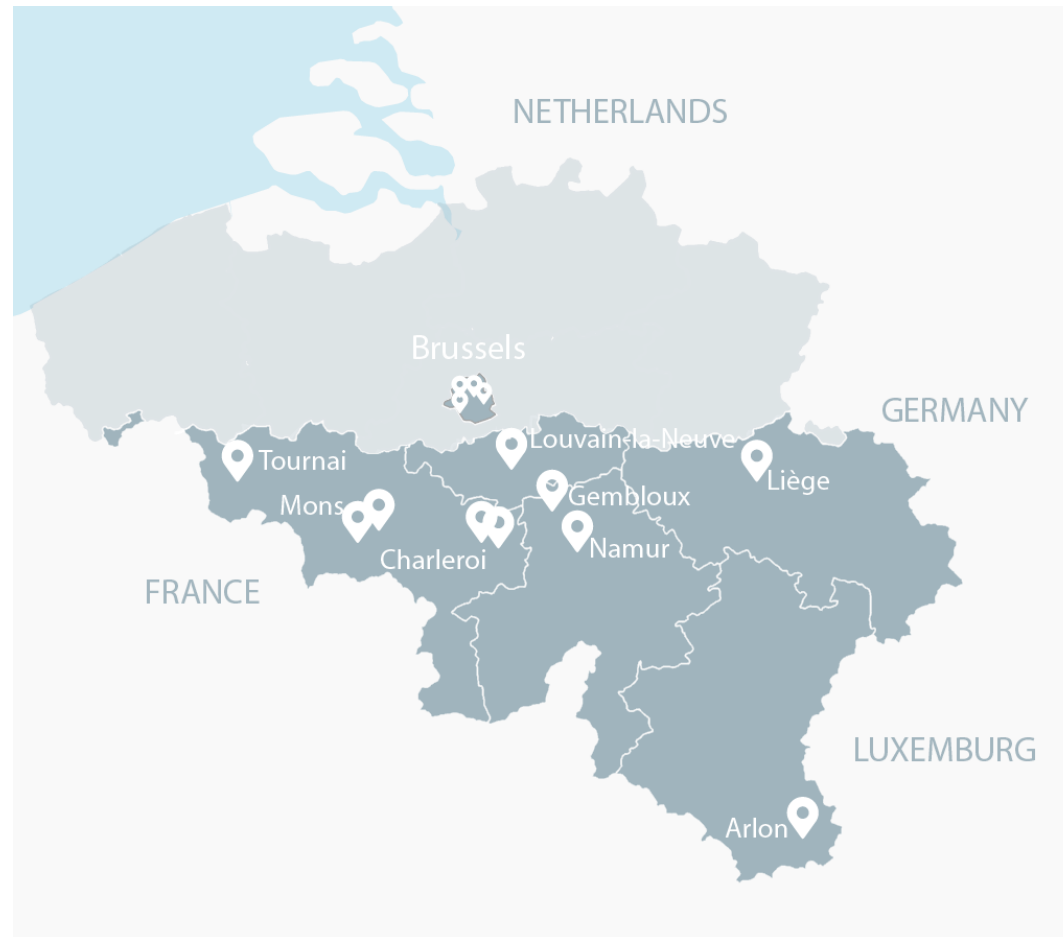 NETHERLANDS
Brussels
GERMANY
Louvain-la-Neuve
Tournai
Liège
Gembloux
Mons
Namur
Charleroi
FRANCE
LUXEMBURG
Arlon